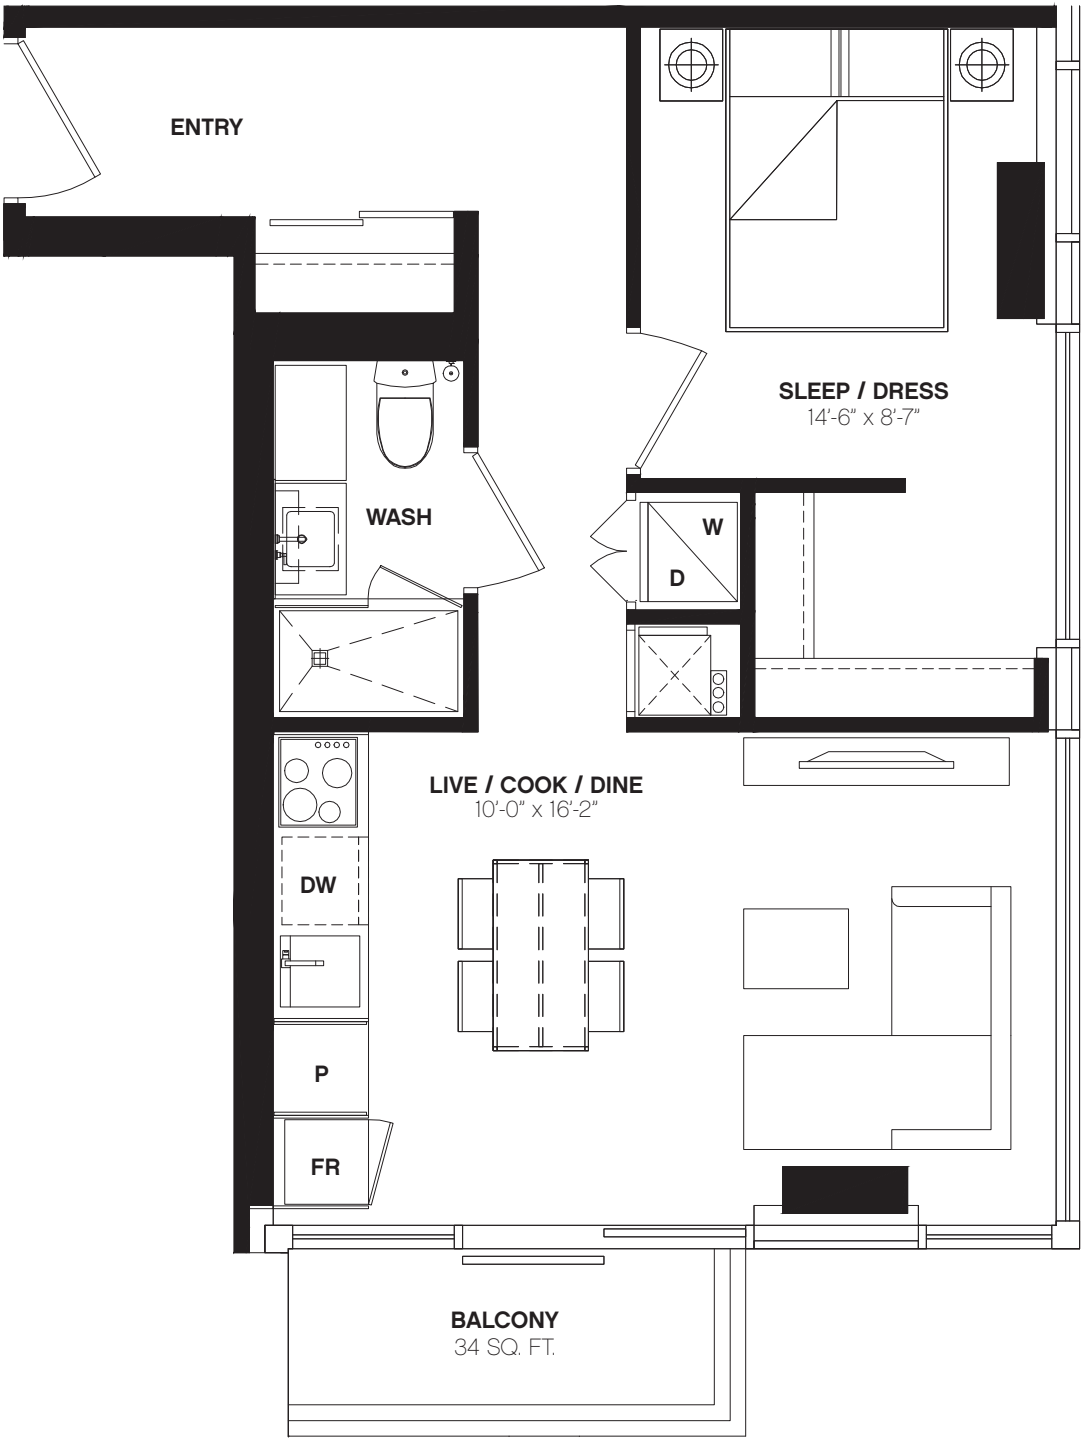 ENTRY
SLEEP / DRESS
14'-6" x 8'-7"
WASH
W
D
LIVE / COOK / DINE
10'-0" x 16'-2"
DW
P
FR
BALCONY
34 SQ. FT.